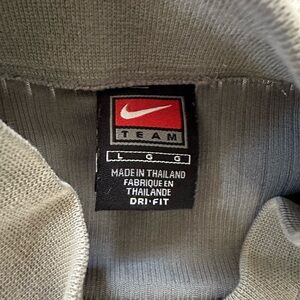 TEAM
L G G
MADE IN THAILAND
FABRIQUE EN
THAILANDE
DRI-FIT